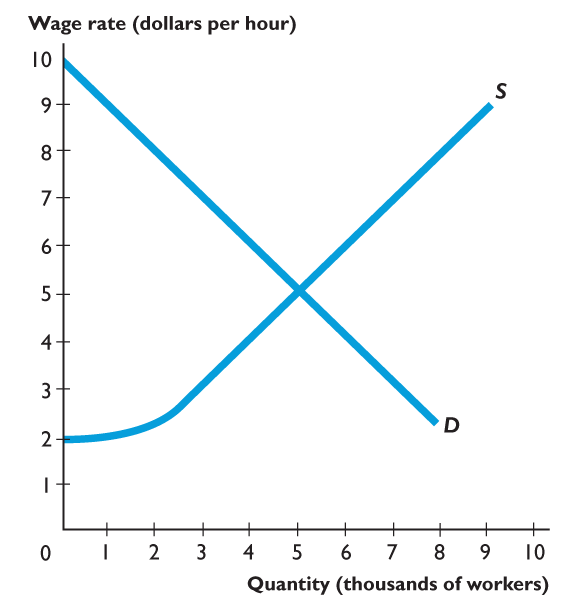 Wage rate (dollars per hour)
10
9
S
8
7
6
5
4
3
2
D
1
0 1 2 3 4 5 6 7 8 9 10
Quantity (thousands of workers)